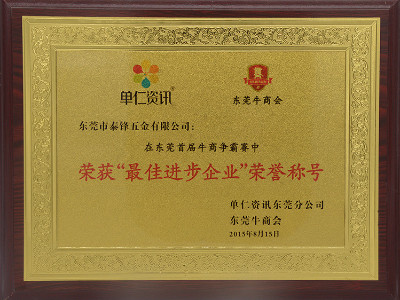 单仁资讯®
东莞牛商会
东莞市泰锋五金有限公司：
在东莞首届牛商争霸赛中
荣获“最佳进步企业”荣誉称号
单仁资讯东莞分公司
东莞牛商会
2015年8月15日